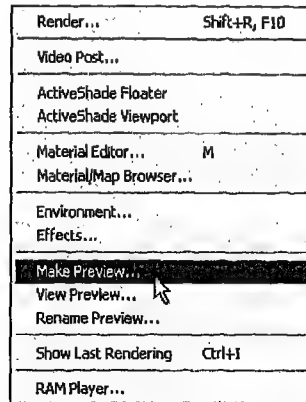 Render... Shift+R, F10
Video Post...
ActiveShade Floater
ActiveShade Viewport
Material Editor... M
Material/Map Browser...
Environment...
Effects...
Make Preview...
View Preview...
Rename Preview...
Show Last Rendering Ctrl+I
RAM Player...